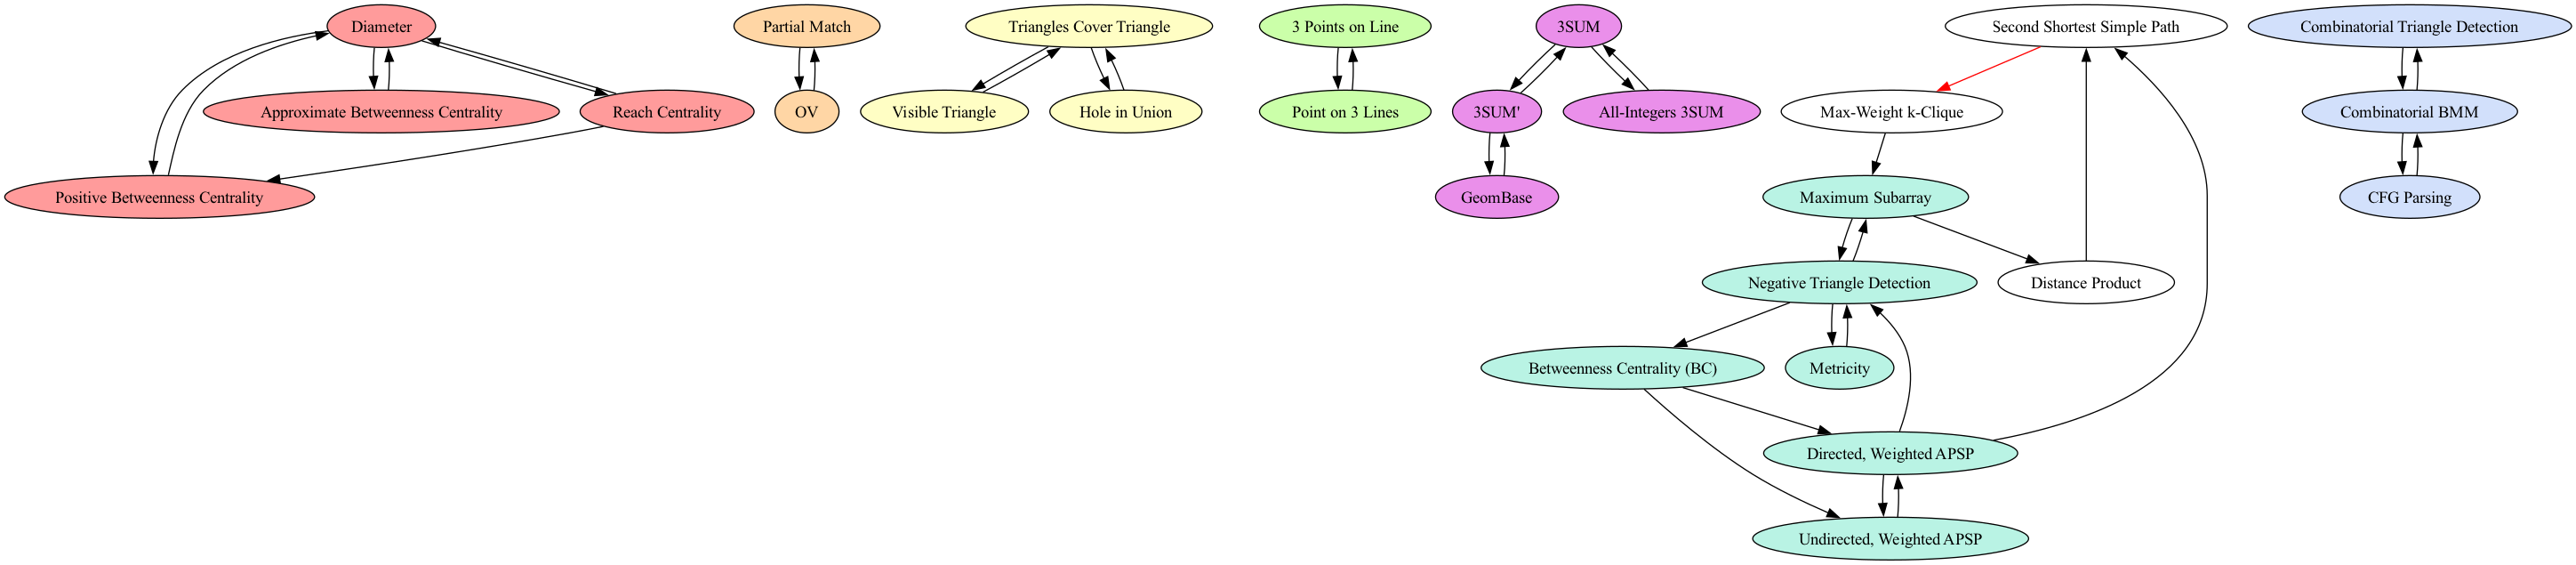 Diameter
Partial Match
Triangles Cover Triangle
3 Points on Line
3SUM
Second Shortest Simple Path
Combinatorial Triangle Detection
Approximate Betweenness Centrality
Reach Centrality
OV
Visible Triangle
Hole in Union
Point on 3 Lines
3SUM'
All-Integers 3SUM
Max-Weight k-Clique
Combinatorial BMM
Positive Betweenness Centrality
GeomBase
Maximum Subarray
CFG Parsing
Negative Triangle Detection
Distance Product
Betweenness Centrality (BC)
Metricity
Directed, Weighted APSP
Undirected, Weighted APSP